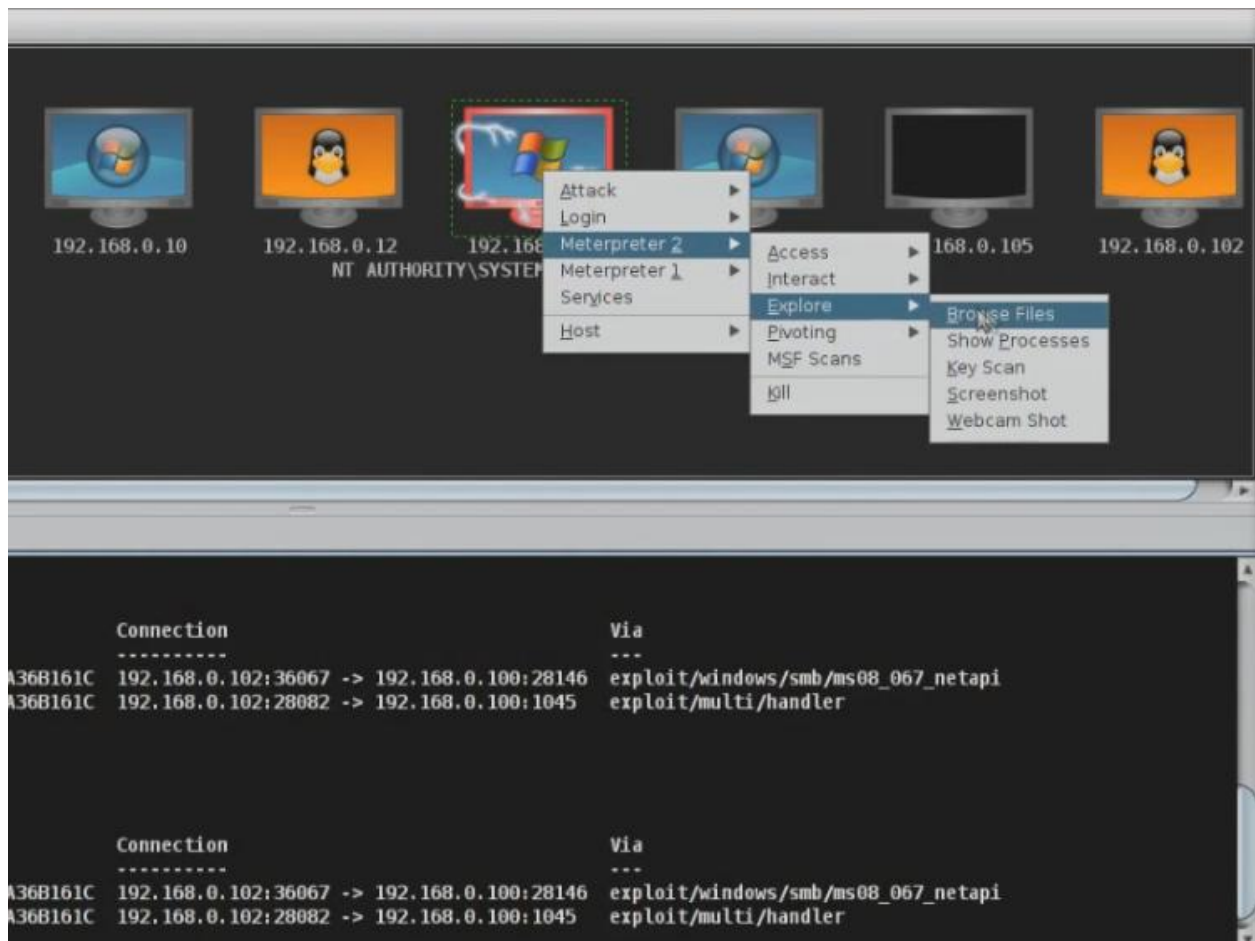 192.168.0.10
192.168.0.12
192.168
168.0.105
192.168.0.102
NT AUTHORITY\SYSTEM
Attack
Login
Meterpreter 2
Meterpreter 1
Services
Host
Access
Interact
Explore
Pivoting
MSF Scans
Kill
Browse Files
Show Processes
Key Scan
Screenshot
Webcam Shot
Connection Via
---------- ---
A36B161C 192.168.0.102:36067 -> 192.168.0.100:28146 exploit/windows/smb/ms08_067_netapi
A36B161C 192.168.0.102:28082 -> 192.168.0.100:1045 exploit/multi/handler
Connection Via
---------- ---
A36B161C 192.168.0.102:36067 -> 192.168.0.100:28146 exploit/windows/smb/ms08_067_netapi
A36B161C 192.168.0.102:28082 -> 192.168.0.100:1045 exploit/multi/handler